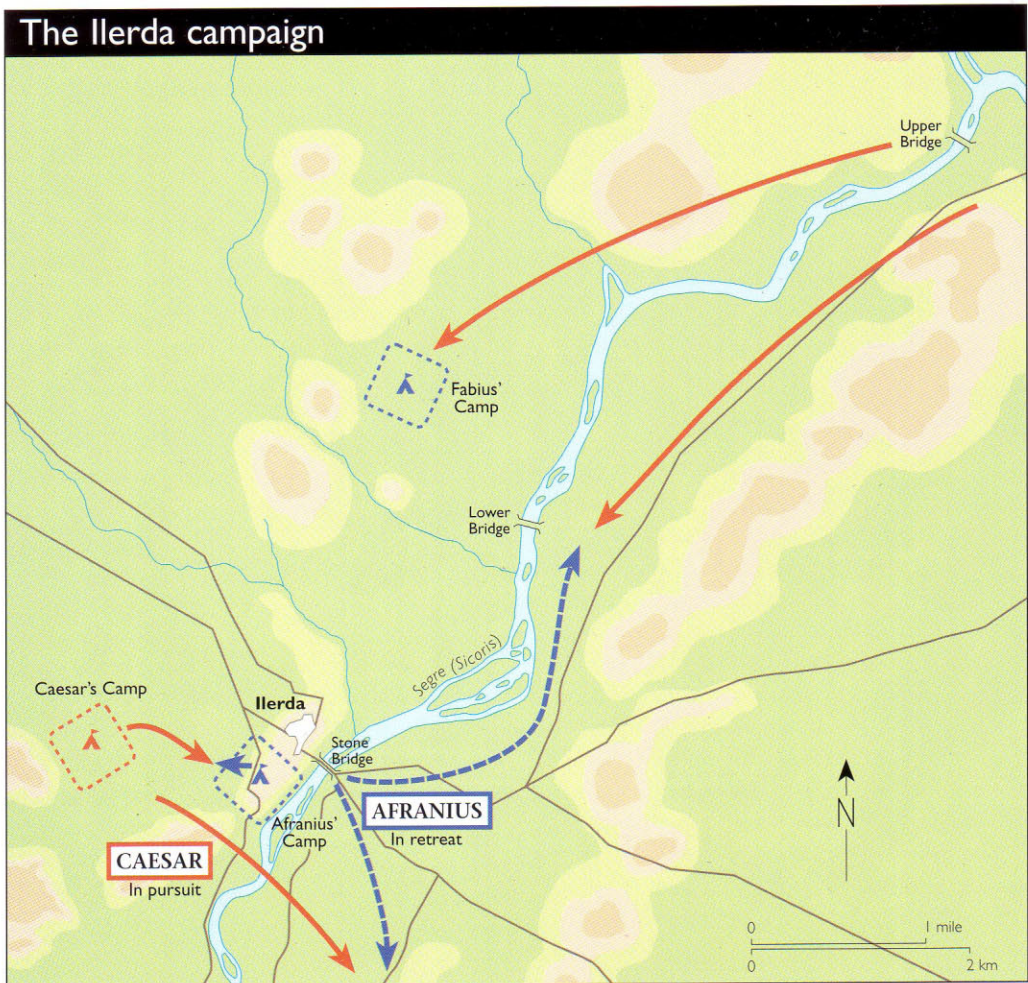 The Ilerda campaign
Upper
Bridge
Fabius'
Camp
Lower
Bridge
Segre (Sicoris)
Caesar's Camp
Ilerda
Stone
Bridge
AFRANIUS
In retreat
Afranius'
Camp
CAESAR
In pursuit
N
0
1 mile
0
2 km